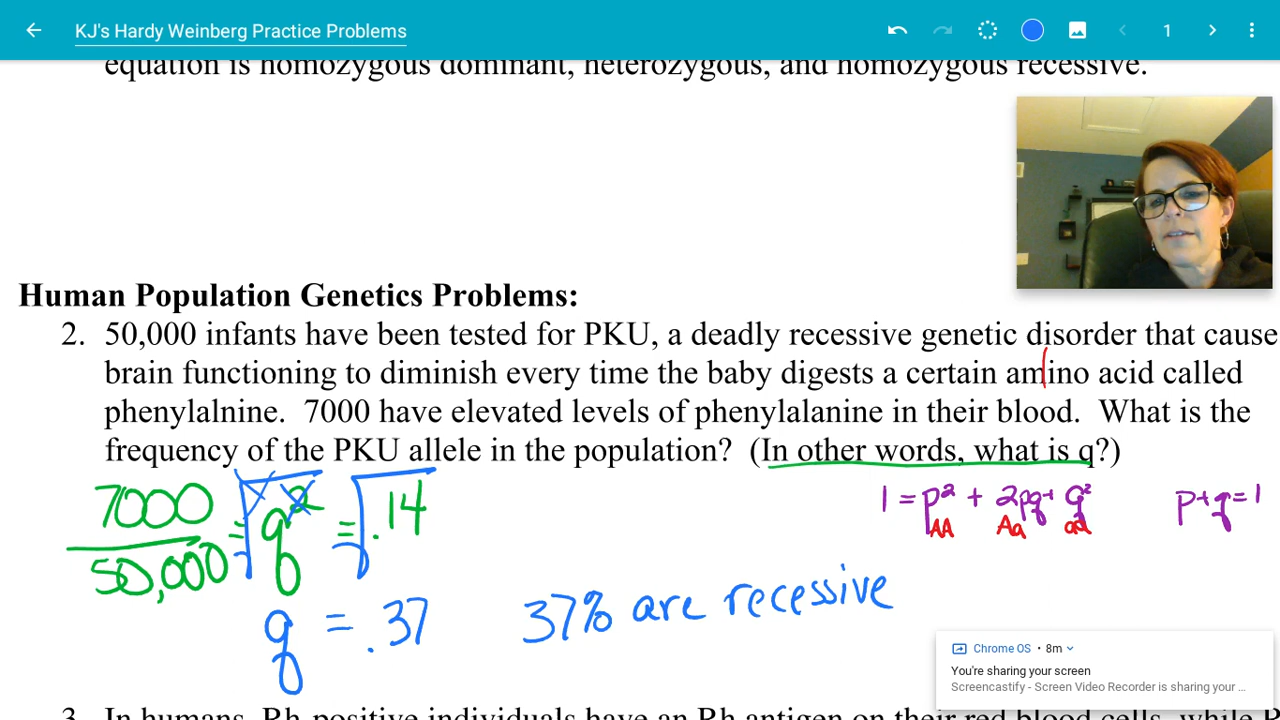 KJ's Hardy Weinberg Practice Problems
1
equation is homozygous dominant, heterozygous, and homozygous recessive.
Human Population Genetics Problems:
2. 50,000 infants have been tested for PKU, a deadly recessive genetic disorder that cause
brain functioning to diminish every time the baby digests a certain amino acid called
phenylalnine. 7000 have elevated levels of phenylalanine in their blood. What is the
frequency of the PKU allele in the population? (In other words, what is q?)
7000/50,000 = √q² = √.14
1 = p² + 2pq + q²
AA Aa aa
p+q=1
q = .37
37% are recessive
Chrome OS • 8m
You're sharing your screen
Screencastify - Screen Video Recorder is sharing your ...
3. In humans, Rh-positive individuals have an Rh antigen on their red blood cells, while R